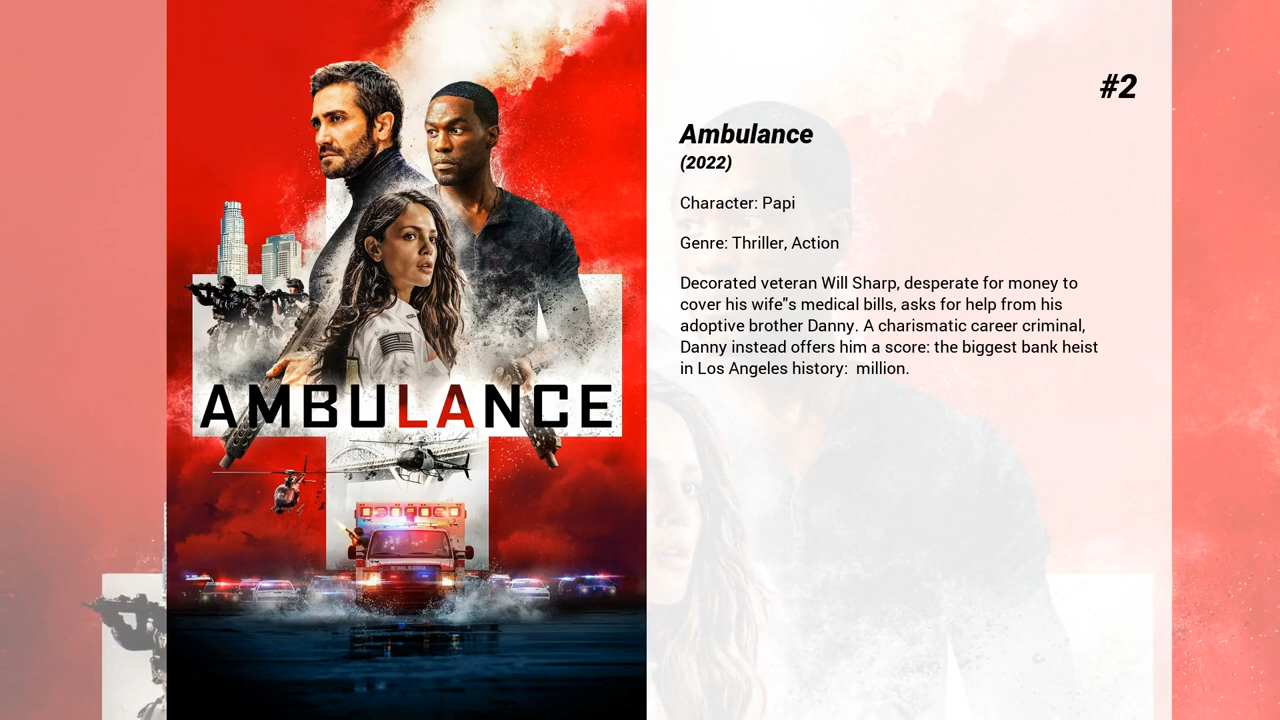 AMBULANCE
#2
Ambulance
(2022)
Character: Papi
Genre: Thriller, Action
Decorated veteran Will Sharp, desperate for money to
cover his wife"s medical bills, asks for help from his
adoptive brother Danny. A charismatic career criminal,
Danny instead offers him a score: the biggest bank heist
in Los Angeles history:  million.